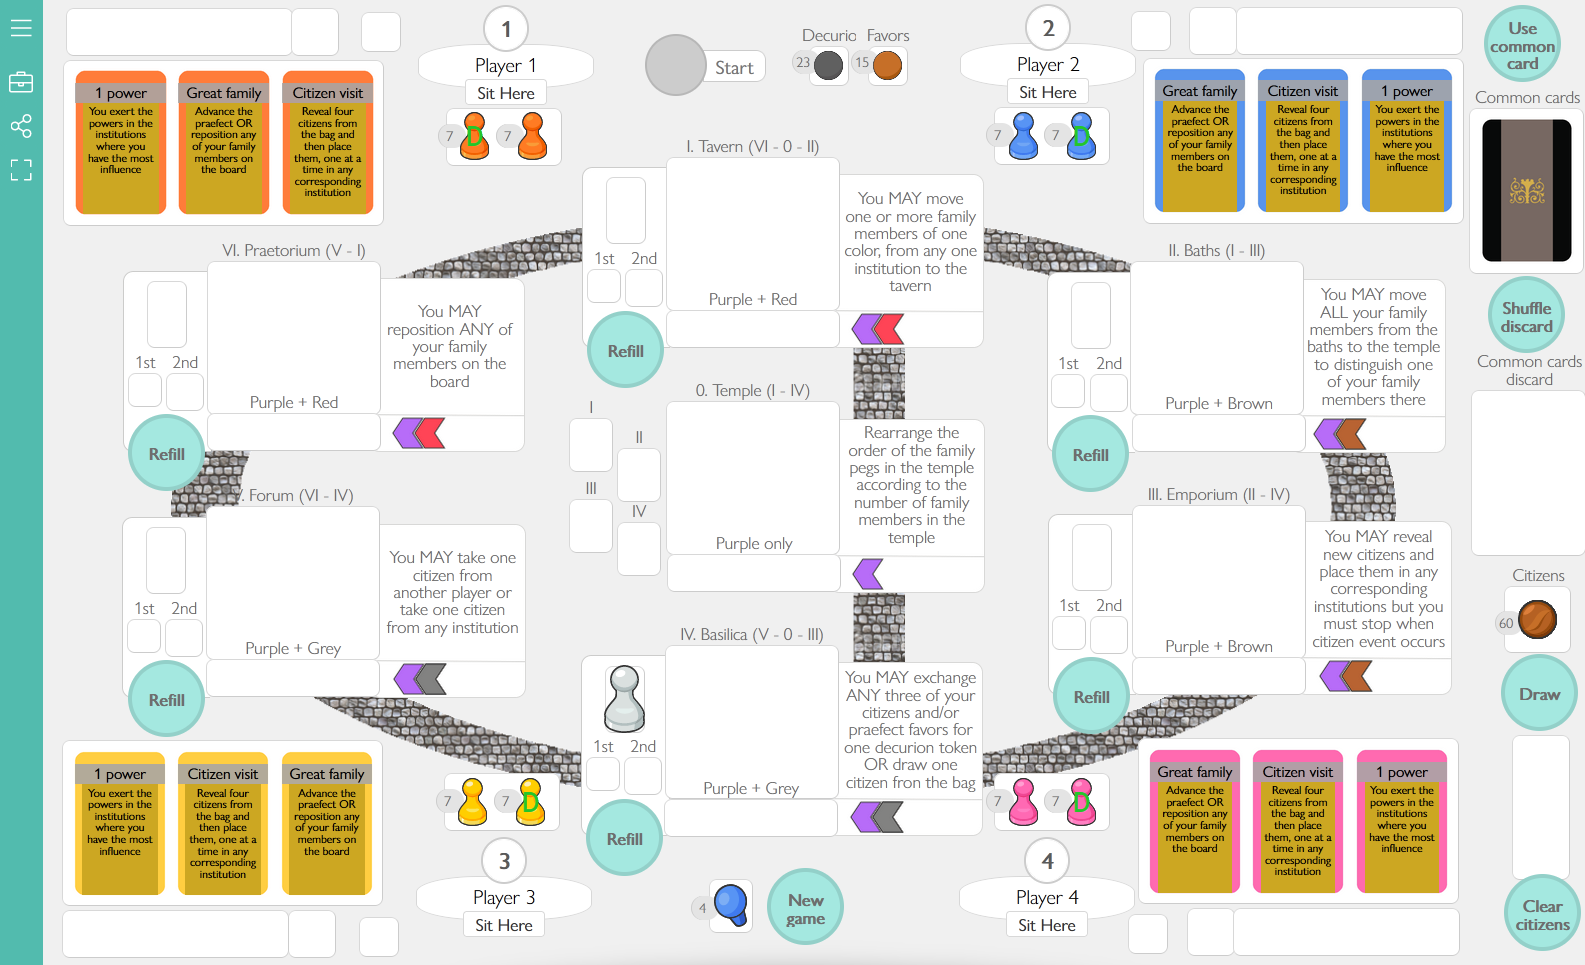 1
Player 1
Sit Here
7
D
7
Start
Decurio
Favors
23
15
2
Player 2
Sit Here
7
7
D
Use
common
card
Common cards
1 power
You exert the
powers in the
institutions
where you
have the most
influence
Great family
Advance the
praefect OR
reposition any
of your family
members on
the board
Citizen visit
Reveal four
citizens from
the bag and
then place
them, one at a
time in any
corresponding
institution
Great family
Advance the
praefect OR
reposition any
of your family
members on
the board
Citizen visit
Reveal four
citizens from
the bag and
then place
them, one at a
time in any
corresponding
institution
1 power
You exert the
powers in the
institutions
where you
have the most
influence
I. Tavern (VI - 0 - II)
1st
2nd
Purple + Red
You MAY move
one or more family
members of one
color, from any one
institution to the
tavern
Refill
VI. Praetorium (V - I)
1st
2nd
Purple + Red
You MAY
reposition ANY of
your family
members on the
board
Refill
II. Baths (I - III)
1st
2nd
Purple + Brown
You MAY move
ALL your family
members from the
baths to the temple
to distinguish one
of your family
members there
Refill
Shuffle
discard
Common cards
discard
0. Temple (I - IV)
I
II
III
IV
Purple only
Rearrange the
order of the family
pegs in the temple
according to the
number of family
members in the
temple
V. Forum (VI - IV)
1st
2nd
Purple + Grey
You MAY take one
citizen from
another player or
take one citizen
from any institution
Refill
III. Emporium (II - IV)
1st
2nd
Purple + Brown
You MAY reveal
new citizens and
place them in any
corresponding
institutions but you
must stop when
citizen event occurs
Refill
Citizens
60
Draw
IV. Basilica (V - 0 - III)
1st
2nd
Purple + Grey
You MAY exchange
ANY three of your
citizens and/or
praefect favors for
one decurion token
OR draw one
citizen fron the bag
Refill
1 power
You exert the
powers in the
institutions
where you
have the most
influence
Citizen visit
Reveal four
citizens from
the bag and
then place
them, one at a
time in any
corresponding
institution
Great family
Advance the
praefect OR
reposition any
of your family
members on
the board
7
7
D
3
Player 3
Sit Here
4
New
game
7
7
D
4
Player 4
Sit Here
Great family
Advance the
praefect OR
reposition any
of your family
members on
the board
Citizen visit
Reveal four
citizens from
the bag and
then place
them, one at a
time in any
corresponding
institution
1 power
You exert the
powers in the
institutions
where you
have the most
influence
Clear
citizens